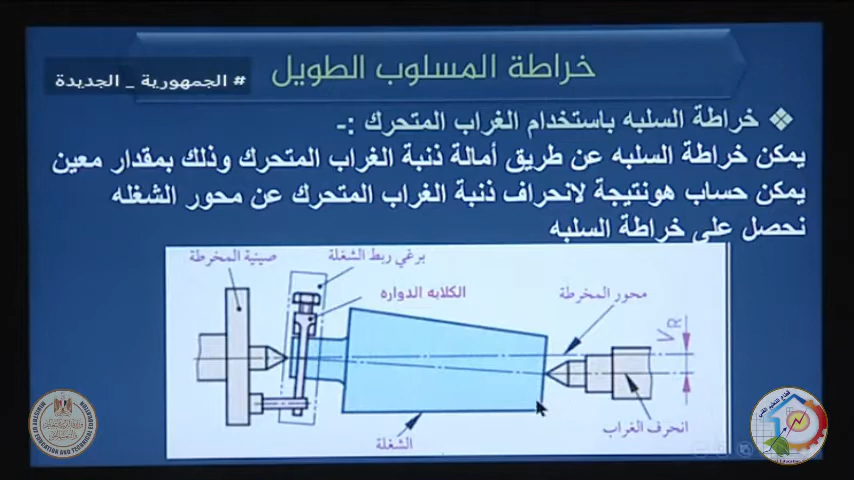 خراطة المسلوب الطويل
# الجمهورية _ الجديدة
❖ خراطة السلبه باستخدام الغراب المتحرك :-
يمكن خراطة السلبه عن طريق أمالة ذنبة الغراب المتحرك وذلك بمقدار معين
يمكن حساب هونتيجة لانحراف ذنبة الغراب المتحرك عن محور الشغله
نحصل على خراطة السلبه
صينية المخرطة
برغي ربط الشغلة
الكلابه الدواره
محور المخرطة
V
R
انحرف الغراب
الشغلة